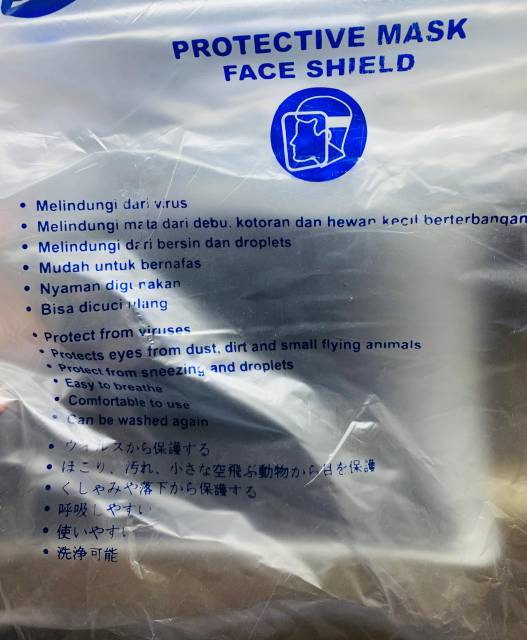 PROTECTIVE MASK
FACE SHIELD
• Melindungi dari virus
• Melindungi mata dari debu, kotoran dan hewan kecil berterbangan
• Melindungi dari bersin dan droplets
• Mudah untuk bernafas
• Nyaman digunakan
• Bisa dicuci ulang
• Protect from viruses
• Protects eyes from dust, dirt and small flying animals
• Protect from sneezing and droplets
• Easy to breathe
• Comfortable to use
• Can be washed again
• ウィルスから保護する
• ほこり、汚れ、小さな空飛ぶ動物から目を保護
• くしゃみや落下から保護する
• 呼吸しやすい
• 使いやすい
• 洗浄可能